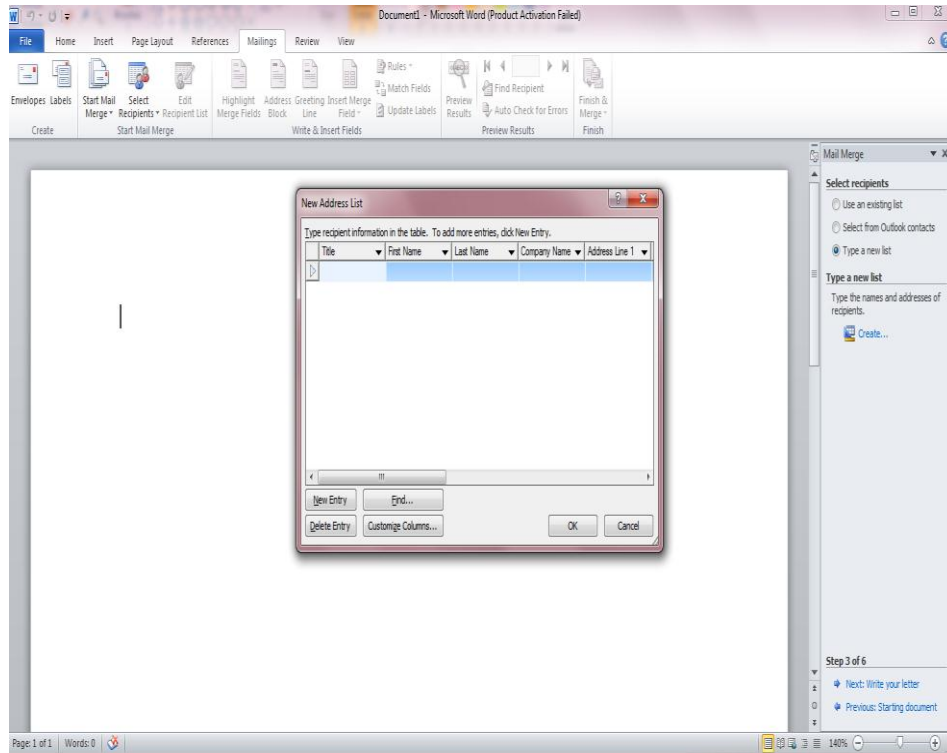 W
Document1 - Microsoft Word (Product Activation Failed)
File Home Insert Page Layout References Mailings Review View
Envelopes Labels
Create
Start Mail Merge
Select Recipients
Edit Recipient List
Start Mail Merge
Highlight Merge Fields
Address Block
Greeting Line
Insert Merge Field
Rules
Match Fields
Update Labels
Write & Insert Fields
Preview Results
Find Recipient
Auto Check for Errors
Preview Results
Finish & Merge
Finish
Mail Merge
Select recipients
Use an existing list
Select from Outlook contacts
Type a new list
Type a new list
Type the names and addresses of
recipients.
Create...
New Address List
Type recipient information in the table. To add more entries, click New Entry.
Title First Name Last Name Company Name Address Line 1
New Entry Find...
Delete Entry Customize Columns... OK Cancel
Step 3 of 6
Next: Write your letter
Previous: Starting document
Page: 1 of 1 Words: 0 140%